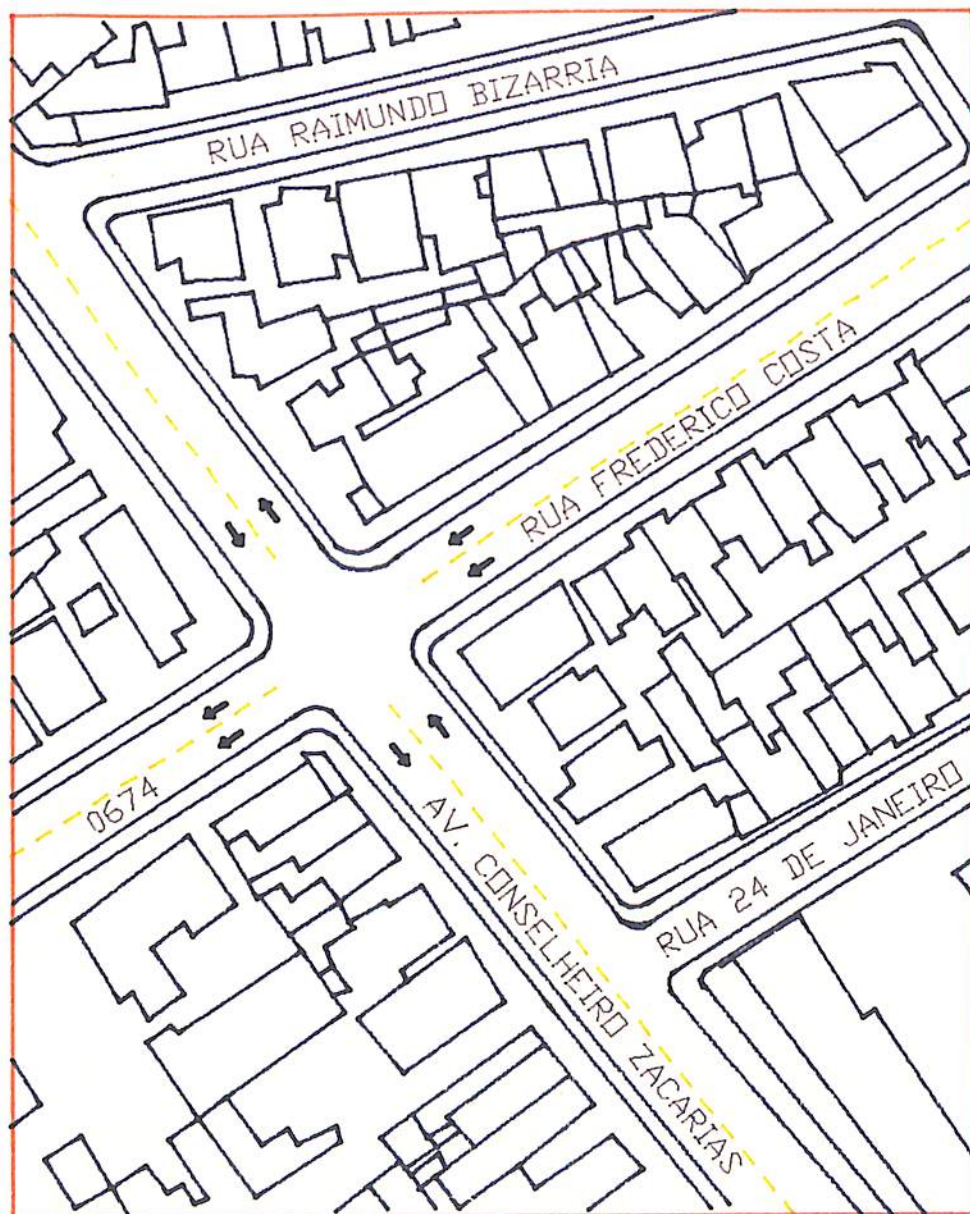 RUA RAIMUNDO BIZARRIA
RUA FREDERICO COSTA
0674
AV. CONSELHEIRO ZACARIAS
RUA 24 DE JANEIRO